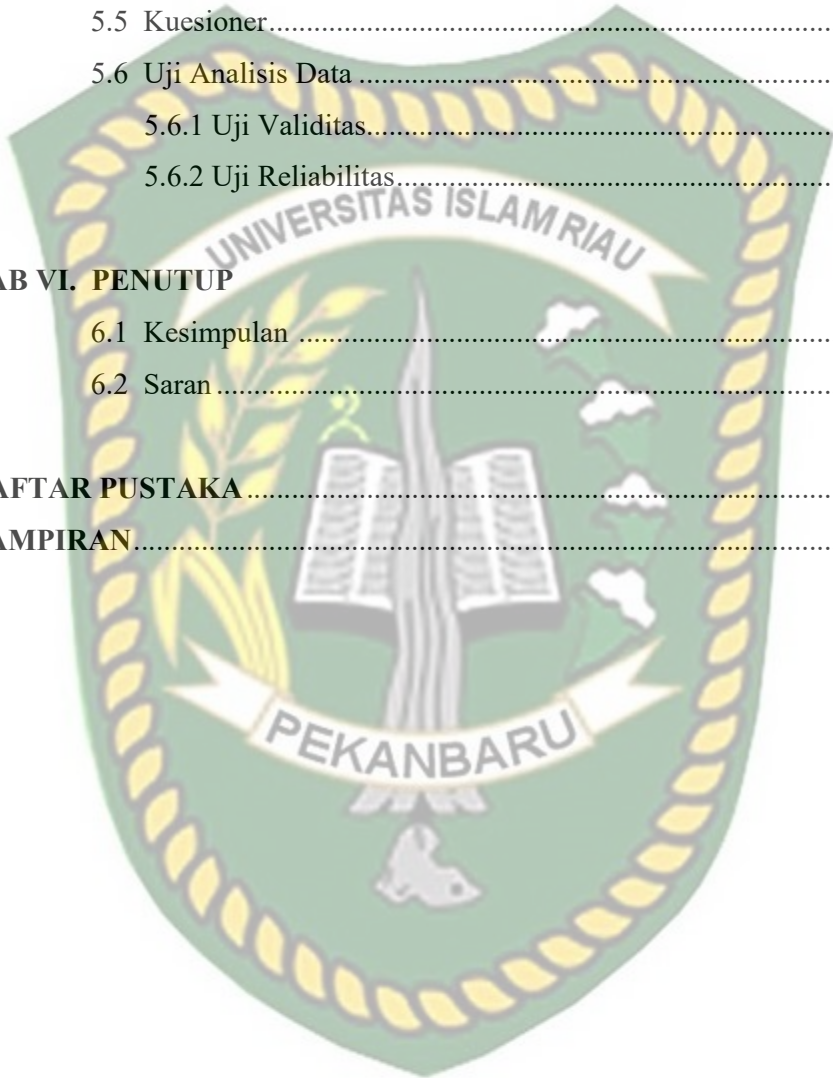 5.5 Kuesioner..........................................................................
5.6 Uji Analisis Data ..............................................................
5.6.1 Uji Validitas.............................................................
5.6.2 Uji Reliabilitas.........................................................
UNIVERSITAS ISLAM RIAU
AB VI. PENUTUP
6.1 Kesimpulan .....................................................................
6.2 Saran ................................................................................
AFTAR PUSTAKA ............................................................................
AMPIRAN..........................................................................................
PEKANBARU